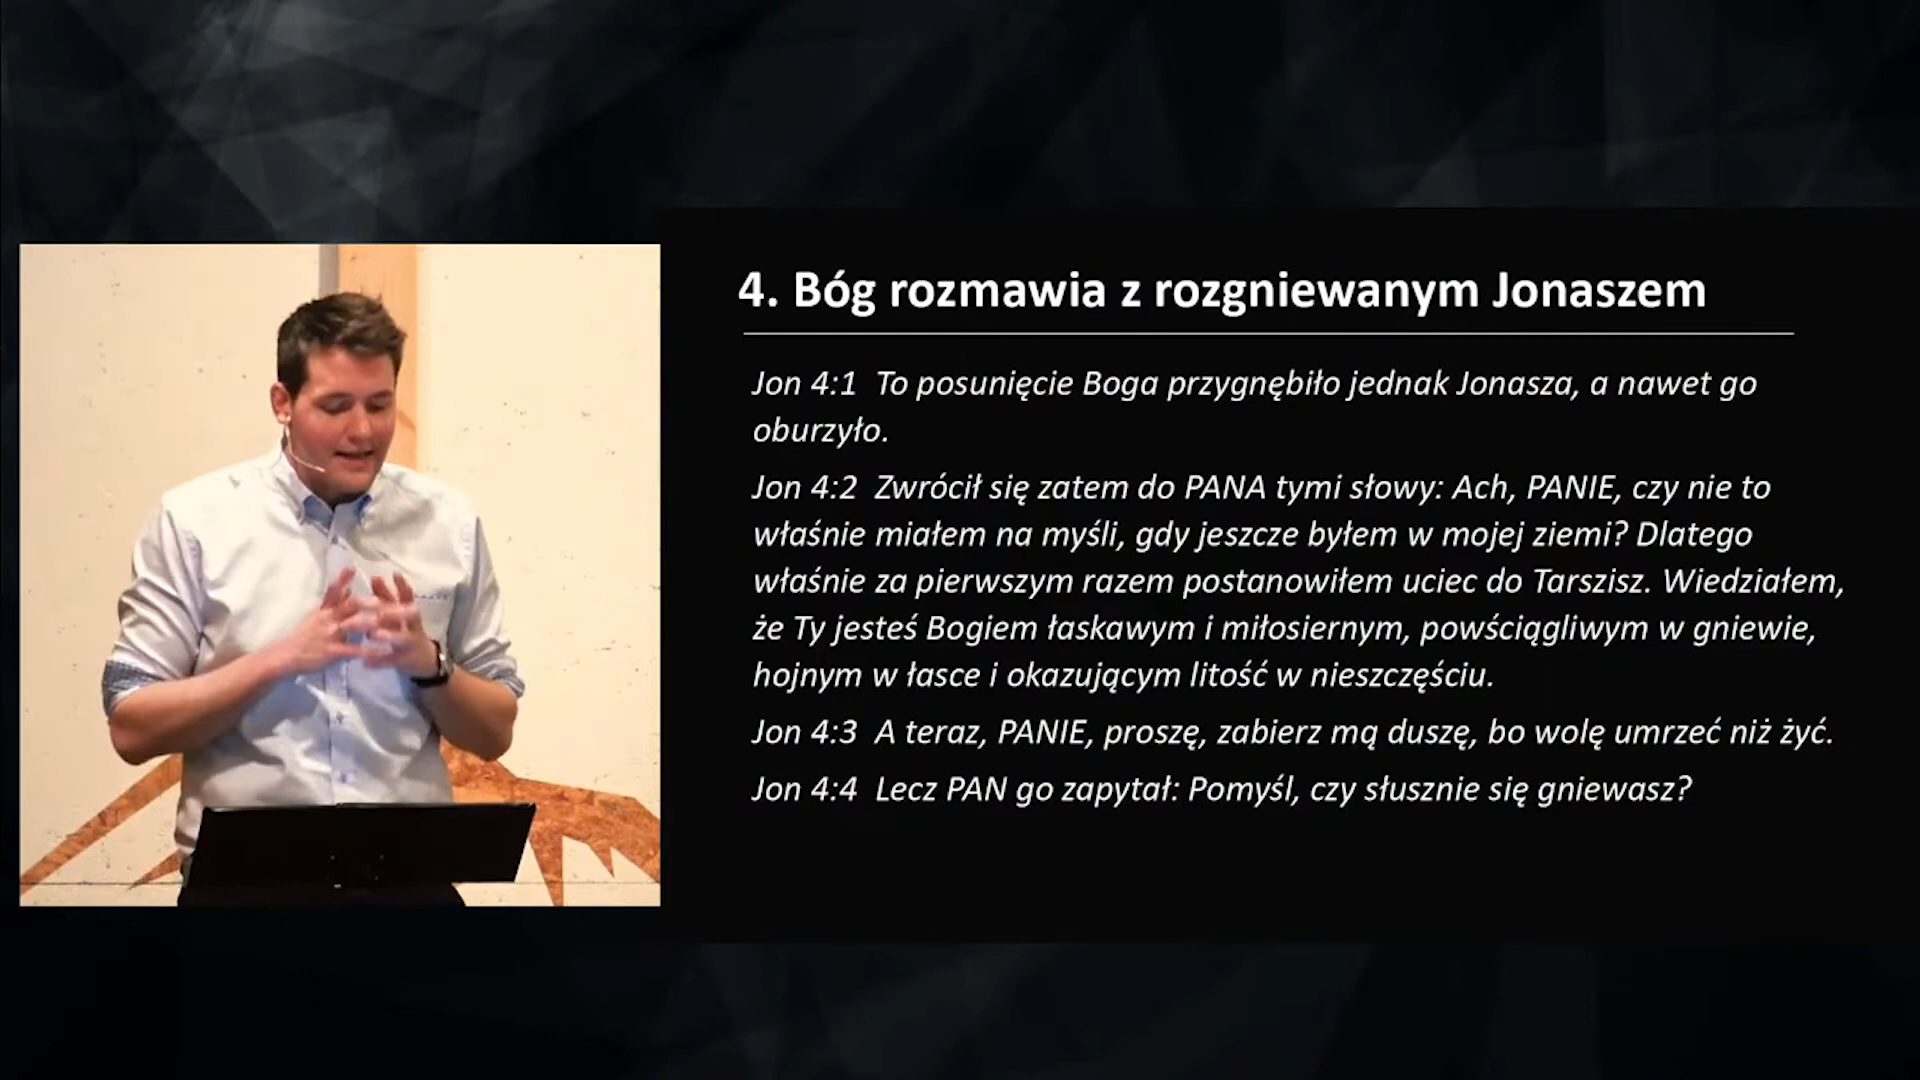 4. Bóg rozmawia z rozgniewanym Jonaszem
Jon 4:1 To posunięcie Boga przygnębiło jednak Jonasza, a nawet go
oburzyło.
Jon 4:2 Zwrócił się zatem do PANA tymi słowy: Ach, PANIE, czy nie to
właśnie miałem na myśli, gdy jeszcze byłem w mojej ziemi? Dlatego
właśnie za pierwszym razem postanowiłem uciec do Tarszisz. Wiedziałem,
że Ty jesteś Bogiem łaskawym i miłosiernym, powściągliwym w gniewie,
hojnym w łasce i okazującym litość w nieszczęściu.
Jon 4:3 A teraz, PANIE, proszę, zabierz mą duszę, bo wolę umrzeć niż żyć.
Jon 4:4 Lecz PAN go zapytał: Pomyśl, czy słusznie się gniewasz?